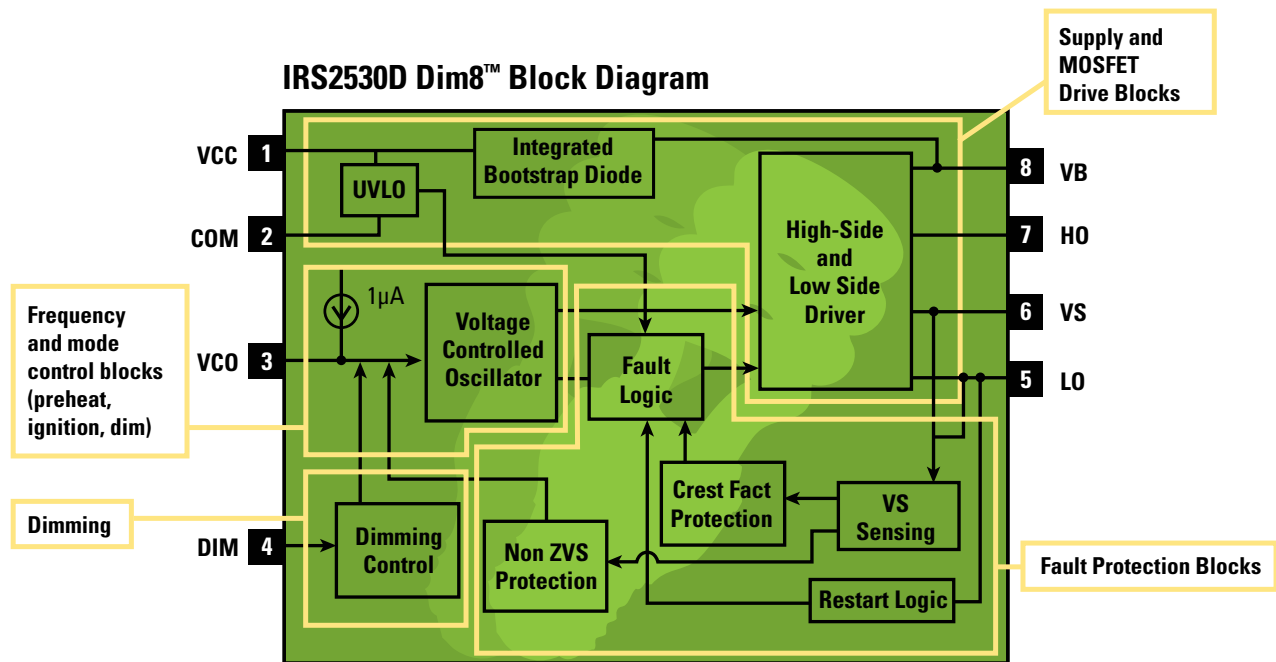 IRS2530D Dim8™ Block Diagram
Supply and
MOSFET
Drive Blocks
VCC 1
COM 2
VCO 3
DIM 4
8 VB
7 HO
6 VS
5 LO
Integrated
Bootstrap Diode
UVLO
High-Side
and
Low Side
Driver
Frequency
and mode
control blocks
(preheat,
ignition, dim)
1µA
Voltage
Controlled
Oscillator
Fault
Logic
Dimming
Dimming
Control
Non ZVS
Protection
Crest Fact
Protection
VS
Sensing
Restart Logic
Fault Protection Blocks